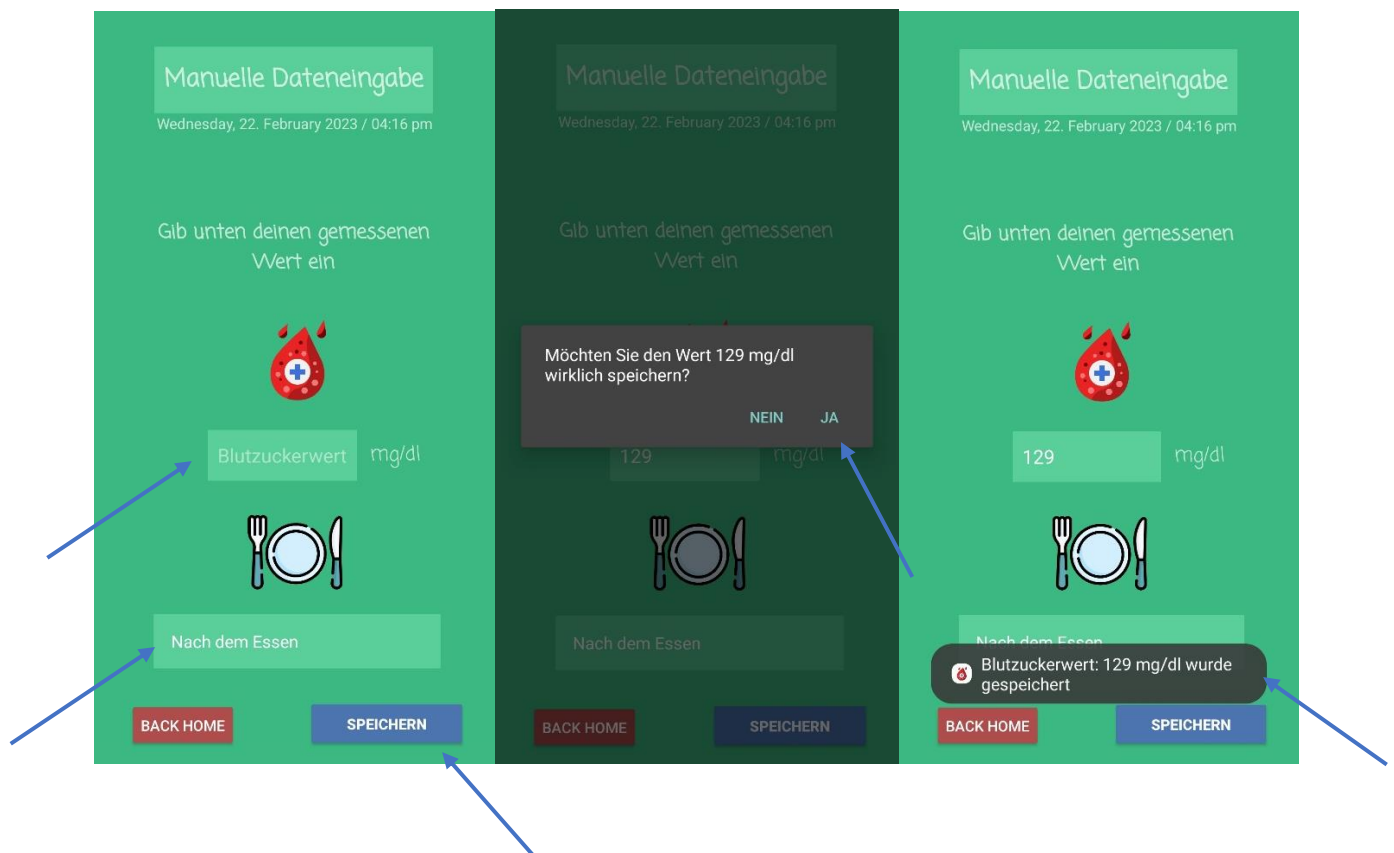 Manuelle Dateneingabe
Wednesday, 22. February 2023 / 04:16 pm
Gib unten deinen gemessenen
Wert ein
Blutzuckerwert mg/dl
Nach dem Essen
BACK HOME SPEICHERN
Manuelle Dateneingabe
Wednesday, 22. February 2023 / 04:16 pm
Gib unten deinen gemessenen
Wert ein
Möchten Sie den Wert 129 mg/dl
wirklich speichern?
NEIN JA
129 mg/dl
Nach dem Essen
BACK HOME SPEICHERN
Manuelle Dateneingabe
Wednesday, 22. February 2023 / 04:16 pm
Gib unten deinen gemessenen
Wert ein
129 mg/dl
Nach dem Essen
Blutzuckerwert: 129 mg/dl wurde
gespeichert
BACK HOME SPEICHERN